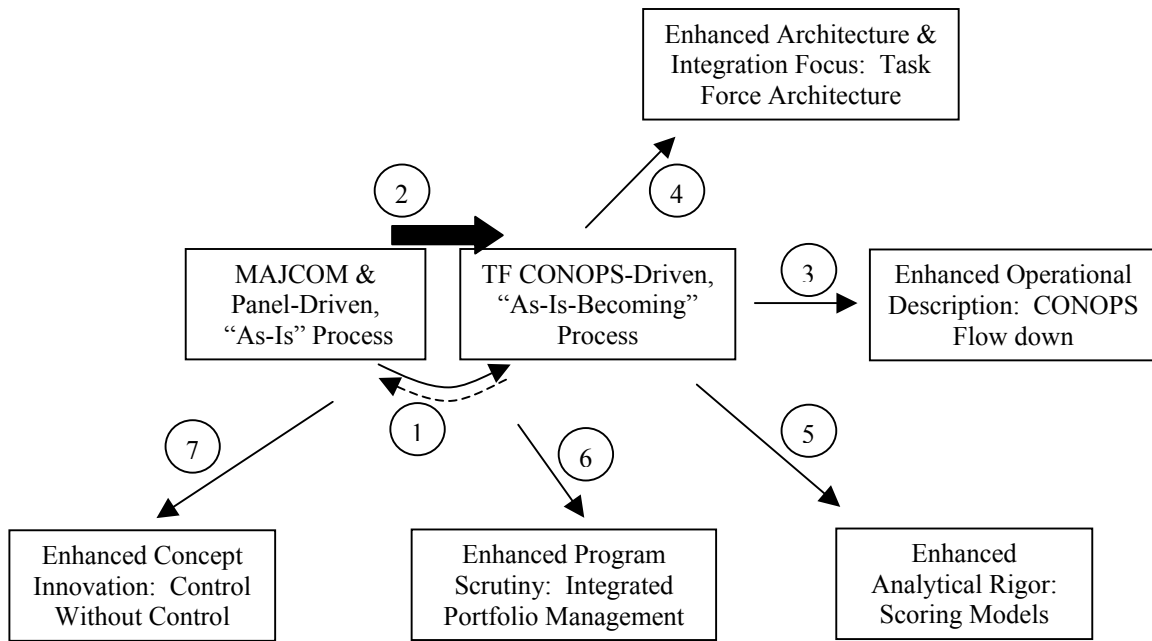 Enhanced Architecture &
Integration Focus:  Task
Force Architecture
4
2
MAJCOM &
Panel-Driven,
“As-Is” Process
TF CONOPS-Driven,
“As-Is-Becoming”
Process
3
Enhanced Operational
Description:  CONOPS
Flow down
1
7
6
5
Enhanced Concept
Innovation:  Control
Without Control
Enhanced Program
Scrutiny:  Integrated
Portfolio Management
Enhanced
Analytical Rigor:
Scoring Models